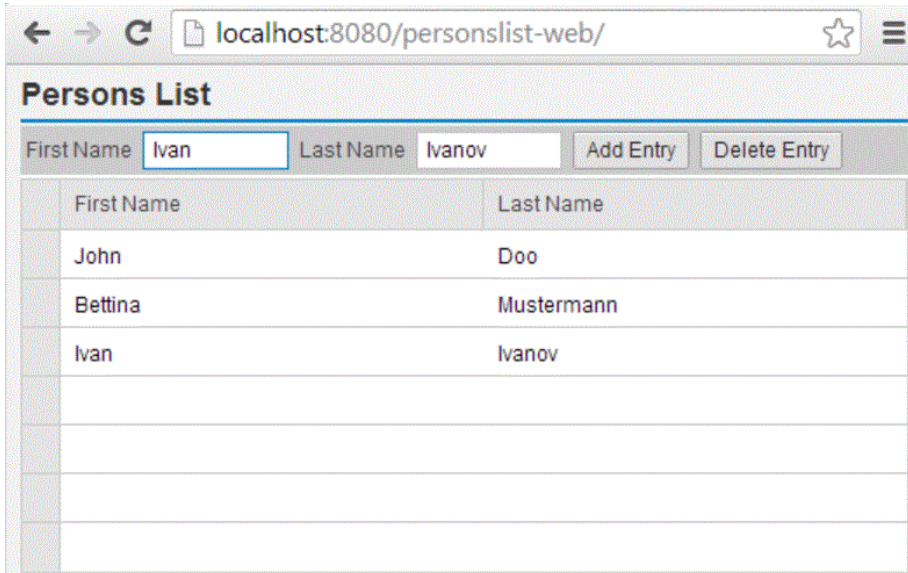 localhost:8080/personslist-web/
Persons List
First Name Ivan Last Name Ivanov Add Entry Delete Entry
First Name Last Name
John Doo
Bettina Mustermann
Ivan Ivanov